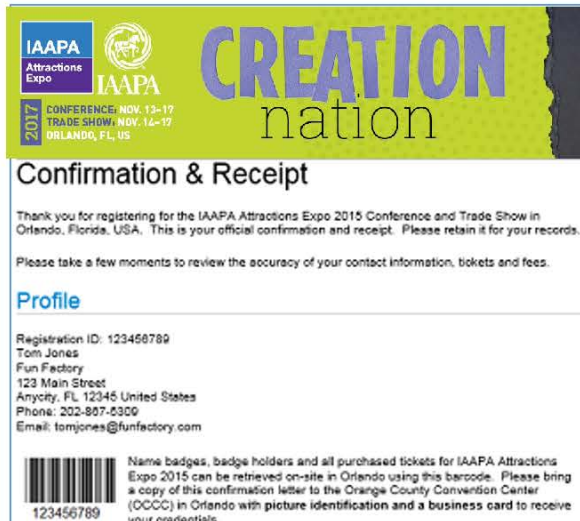 IAAPA
Attractions
Expo
IAAPA
CREATION
nation
2017
CONFERENCE: NOV. 13-17
TRADE SHOW: NOV. 14-17
ORLANDO, FL, US
Confirmation & Receipt
Thank you for registering for the IAAPA Attractions Expo 2015 Conference and Trade Show in
Orlando, Florida, USA. This is your official confirmation and receipt. Please retain it for your records.
Please take a few moments to review the accuracy of your contact information, tickets and fees.
Profile
Registration ID: 123456789
Tom Jones
Fun Factory
123 Main Street
Anycity, FL 12345 United States
Phone: 202-867-5309
Email: tomjones@funfactory.com
Name badges, badge holders and all purchased tickets for IAAPA Attractions
Expo 2015 can be retrieved on-site in Orlando using this barcode. Please bring
a copy of this confirmation letter to the Orange County Convention Center
(OCCC) in Orlando with picture identification and a business card to receive
your credentials
123456789